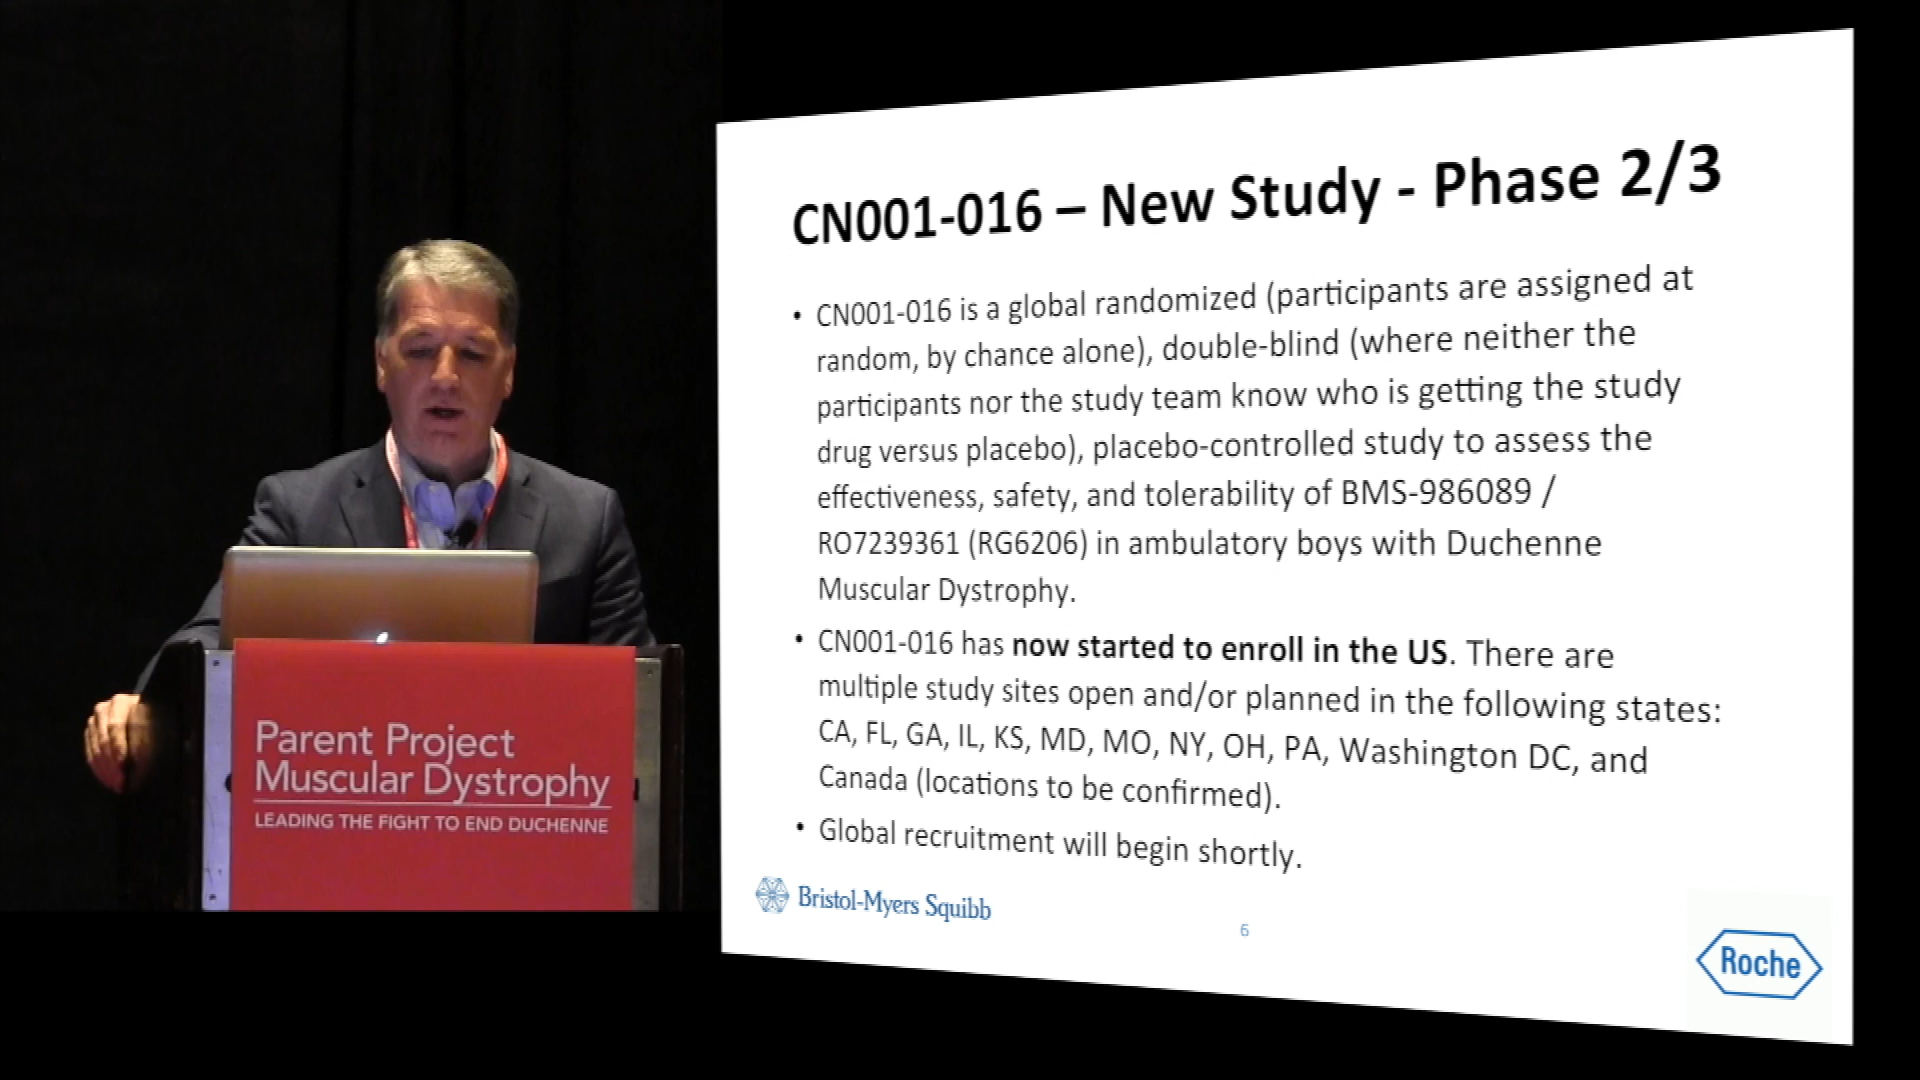 CN001-016 – New Study - Phase 2/3
• CN001-016 is a global randomized (participants are assigned at
random, by chance alone), double-blind (where neither the
participants nor the study team know who is getting the study
drug versus placebo), placebo-controlled study to assess the
effectiveness, safety, and tolerability of BMS-986089 /
RO7239361 (RG6206) in ambulatory boys with Duchenne
Muscular Dystrophy.
• CN001-016 has now started to enroll in the US. There are
multiple study sites open and/or planned in the following states:
CA, FL, GA, IL, KS, MD, MO, NY, OH, PA, Washington DC, and
Canada (locations to be confirmed).
• Global recruitment will begin shortly.
Bristol-Myers Squibb
6
Roche
Parent Project
Muscular Dystrophy
LEADING THE FIGHT TO END DUCHENNE